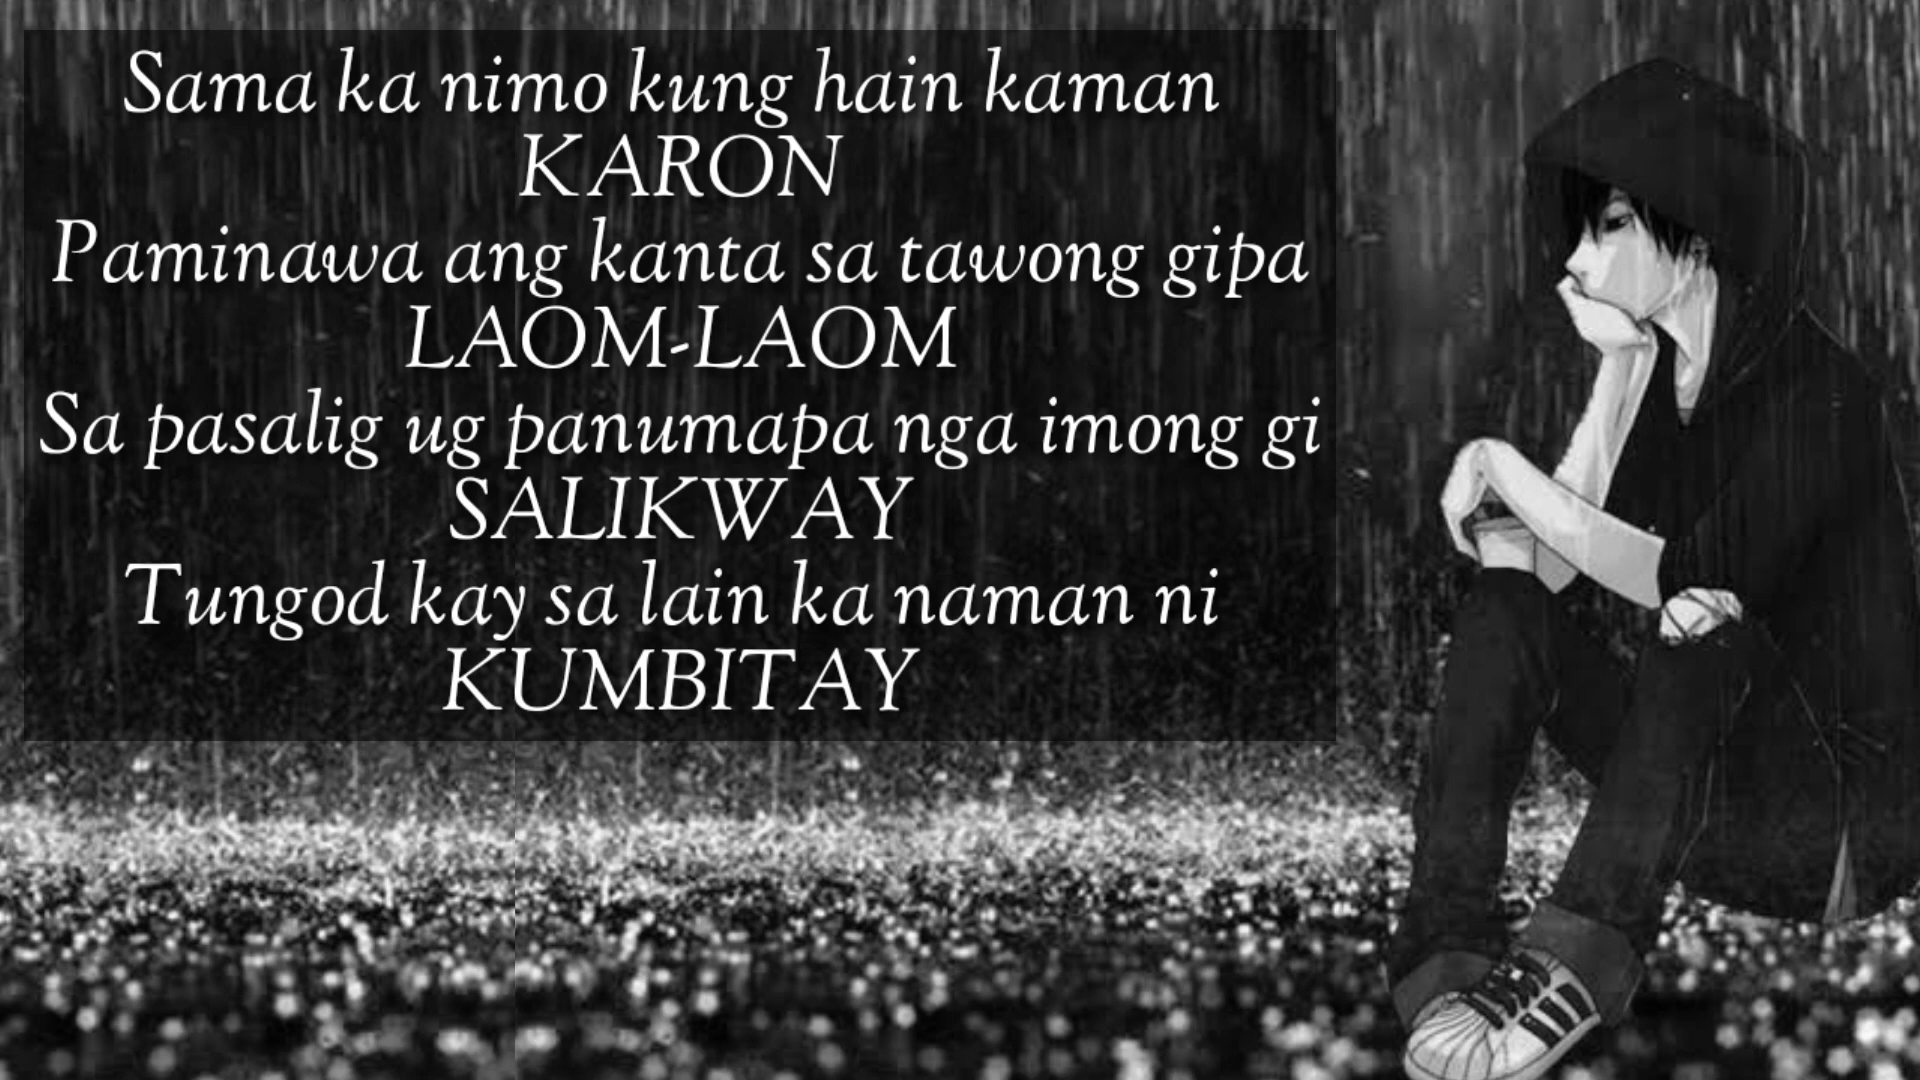 Sama ka nimo kung hain kaman
KARON
Paminawa ang kanta sa tawong gipa
LAOM-LAOM
Sa pasalig ug panumapa nga imong gi
SALIKWAY
Tungod kay sa lain ka naman ni
KUMBITAY